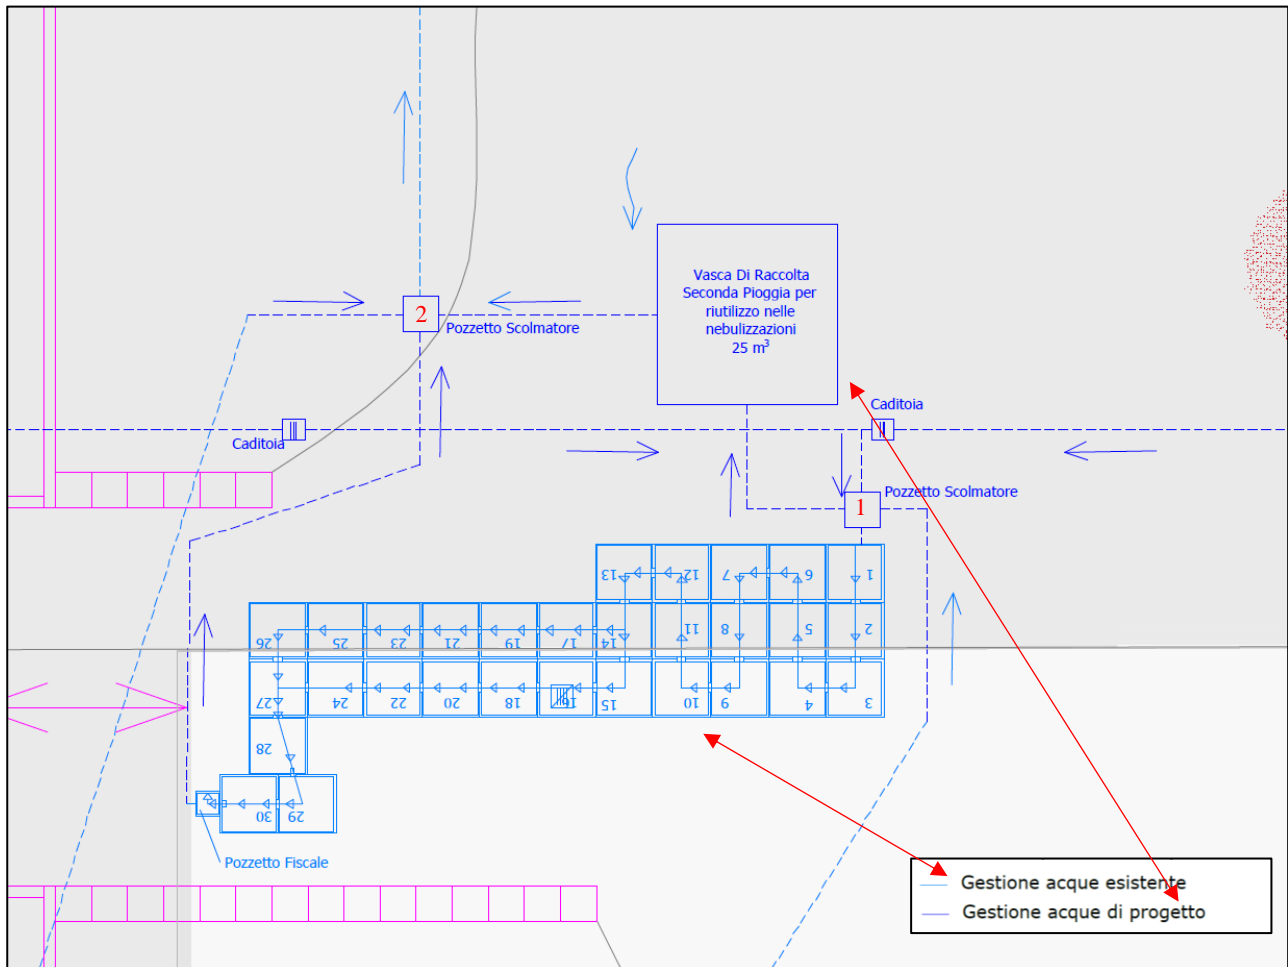 Vasca Di Raccolta
Seconda Pioggia per
riutilizzo nelle
nebulizzazioni
25 m³
2
Pozzetto Scolmatore
Caditoia
Caditoia
1
Pozzetto Scolmatore
13 12 7 6 1
26 25 23 21 19 17 14 11 8 5 2
27 24 22 20 18 16 15 10 9 4 3
28
30 29
Pozzetto Fiscale
Gestione acque esistente
Gestione acque di progetto